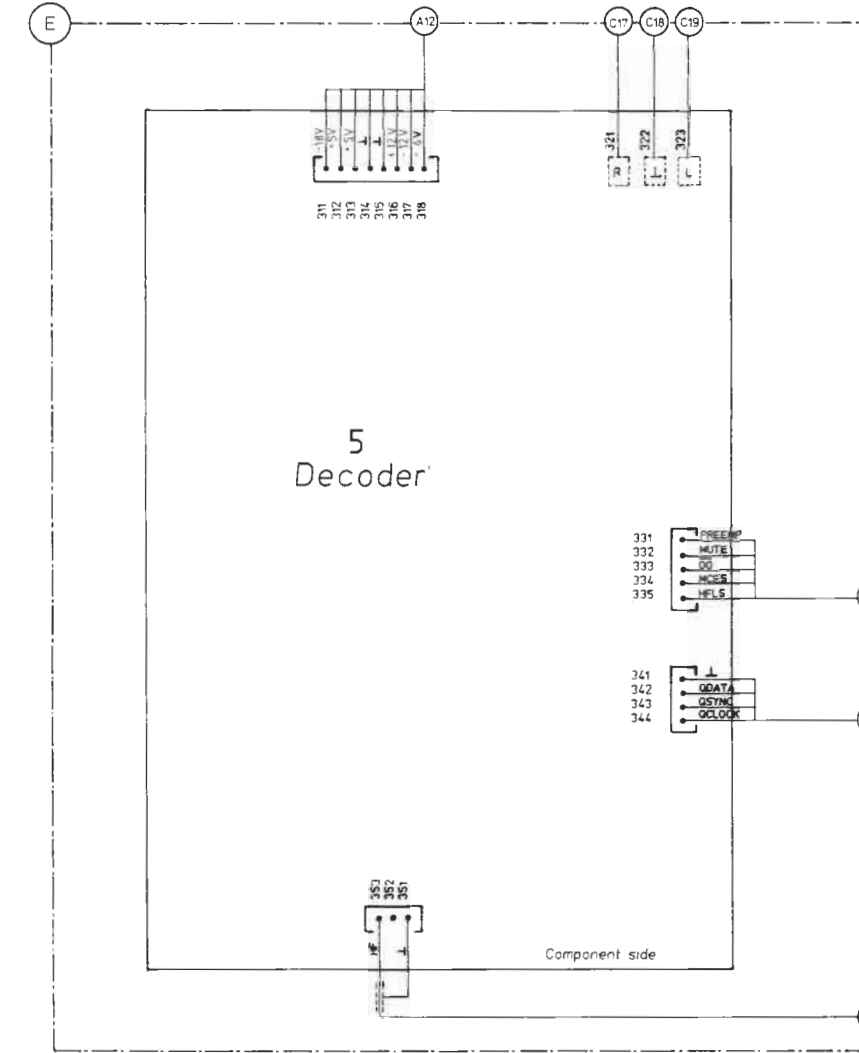 E
A12
C17 C18 C19
-18V +5V +5V ⊥ ⊥ +12V -12V - 6V
321 322 323
R ⊥ L
311 312 313 314 315 316 317 318
5
Decoder
331 PREEMP
332 MUTE
333 DO
334 MCES
335 HFLS
341 ⊥
342 QDATA
343 QSYNC
344 QCLOCK
353 352 351
HF ⊥
Component side